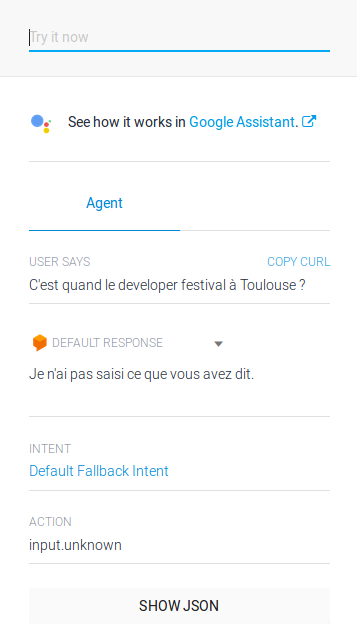 Try it now
See how it works in Google Assistant.
Agent
USER SAYS COPY CURL
C'est quand le developer festival à Toulouse ?
DEFAULT RESPONSE
Je n'ai pas saisi ce que vous avez dit.
INTENT
Default Fallback Intent
ACTION
input.unknown
SHOW JSON